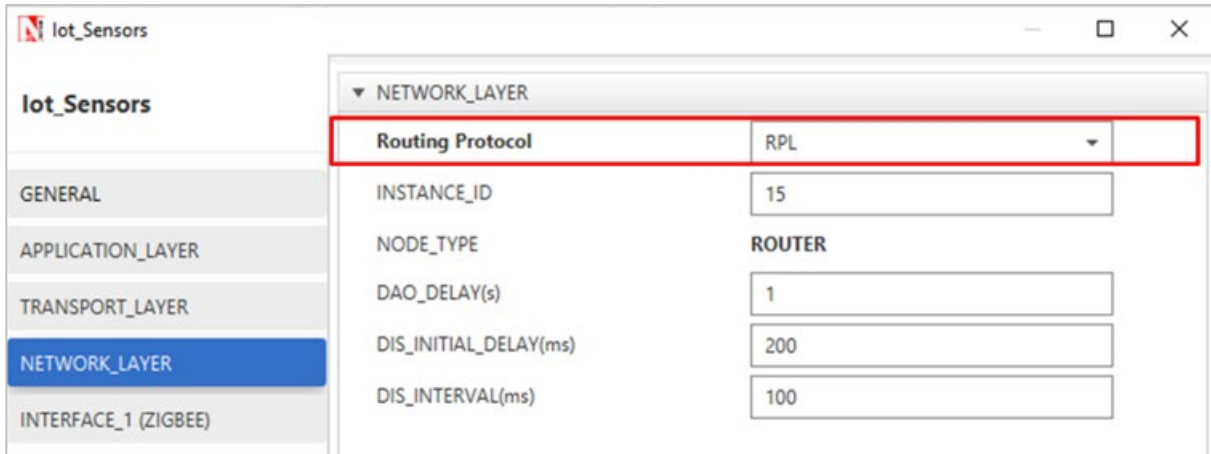 Iot_Sensors
Iot_Sensors
GENERAL
APPLICATION_LAYER
TRANSPORT_LAYER
NETWORK_LAYER
INTERFACE_1 (ZIGBEE)
NETWORK_LAYER
Routing Protocol RPL
INSTANCE_ID 15
NODE_TYPE ROUTER
DAO_DELAY(s) 1
DIS_INITIAL_DELAY(ms) 200
DIS_INTERVAL(ms) 100